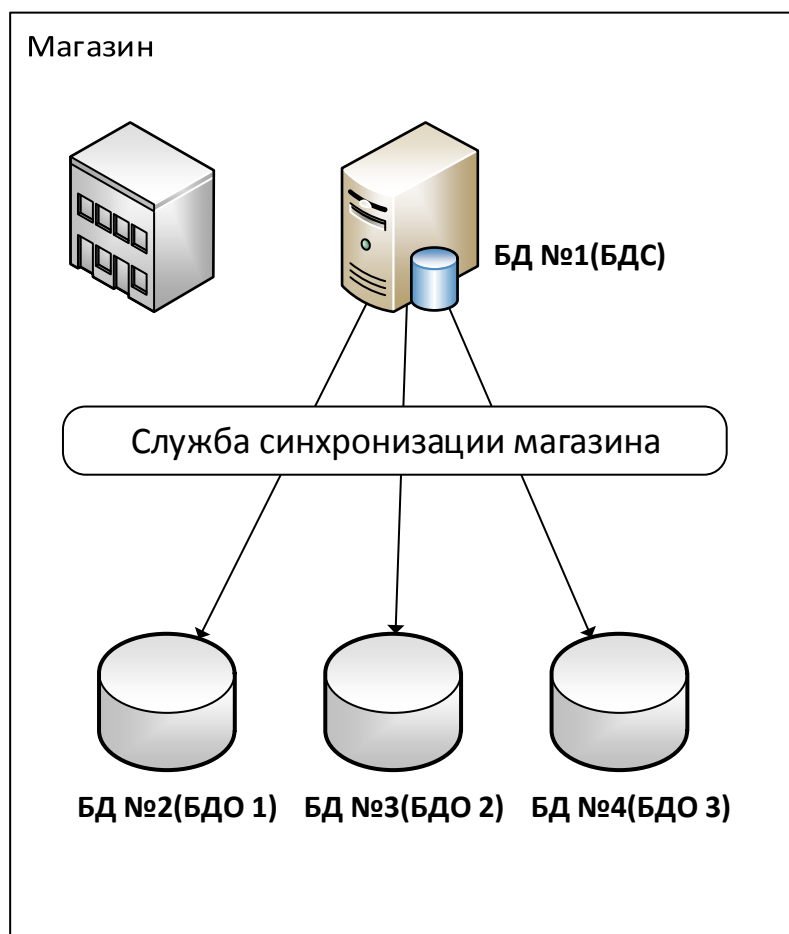 Магазин
БД №1(БДС)
Служба синхронизации магазина
БД №2(БДО 1)
БД №3(БДО 2)
БД №4(БДО 3)